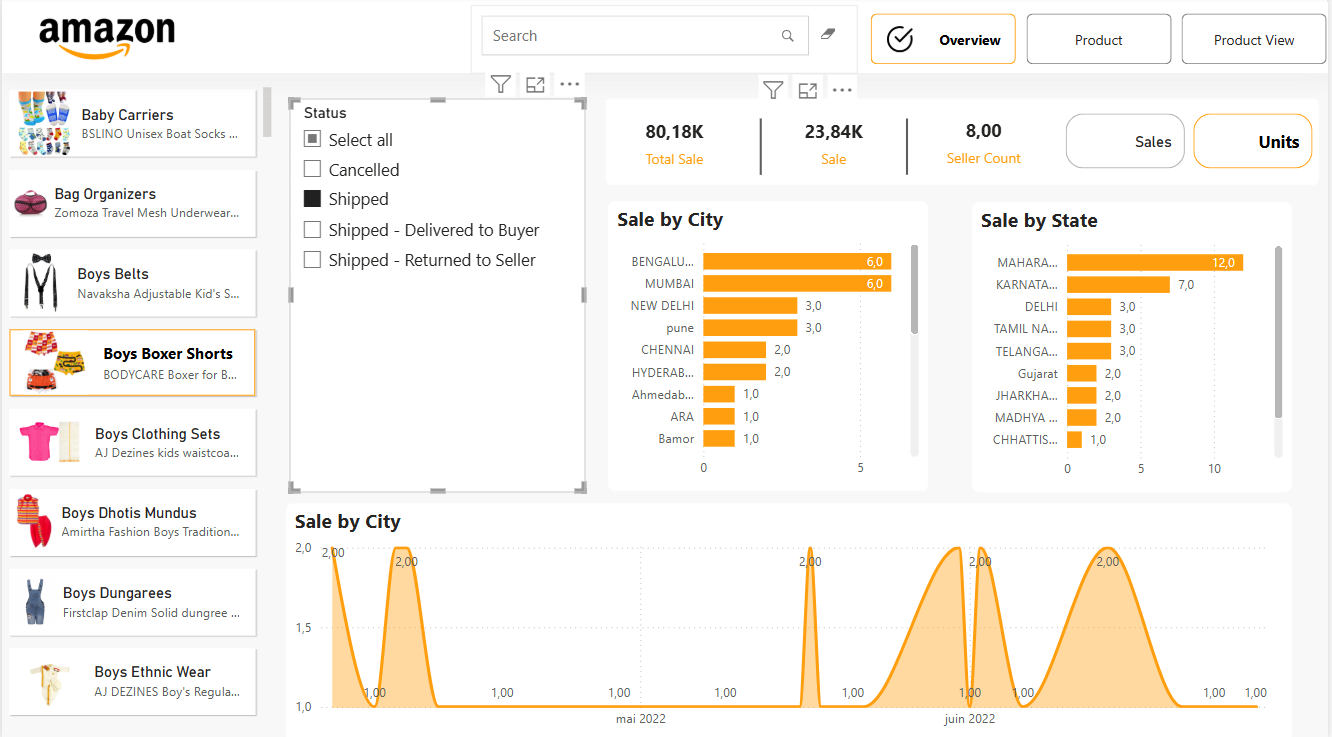 amazon
Search
Overview
Product
Product View
Baby Carriers
BSLINO Unisex Boat Socks ...
Bag Organizers
Zomoza Travel Mesh Underwear...
Boys Belts
Navaksha Adjustable Kid's S...
Boys Boxer Shorts
BODYCARE Boxer for B...
Boys Clothing Sets
AJ Dezines kids waistcoa...
Boys Dhotis Mundus
Amirtha Fashion Boys Tradition...
Boys Dungarees
Firstclap Denim Solid dungree ...
Boys Ethnic Wear
AJ DEZINES Boy's Regula...
Status
Select all
Cancelled
Shipped
Shipped - Delivered to Buyer
Shipped - Returned to Seller
80,18K
Total Sale
23,84K
Sale
8,00
Seller Count
Sales
Units
Sale by City
BENGALU... 6,0
MUMBAI 6,0
NEW DELHI 3,0
pune 3,0
CHENNAI 2,0
HYDERAB... 2,0
Ahmedab... 1,0
ARA 1,0
Bamor 1,0
0 5
Sale by State
MAHARA... 12,0
KARNATA... 7,0
DELHI 3,0
TAMIL NA... 3,0
TELANGA... 3,0
Gujarat 2,0
JHARKHA... 2,0
MADHYA ... 2,0
CHHATTIS... 1,0
0 5 10
Sale by City
2,0
2,00 2,00 2,00 2,00 2,00
1,5
1,00 1,00 1,00 1,00 1,00 1,00 1,00 1,00 1,00
1,0
mai 2022 juin 2022